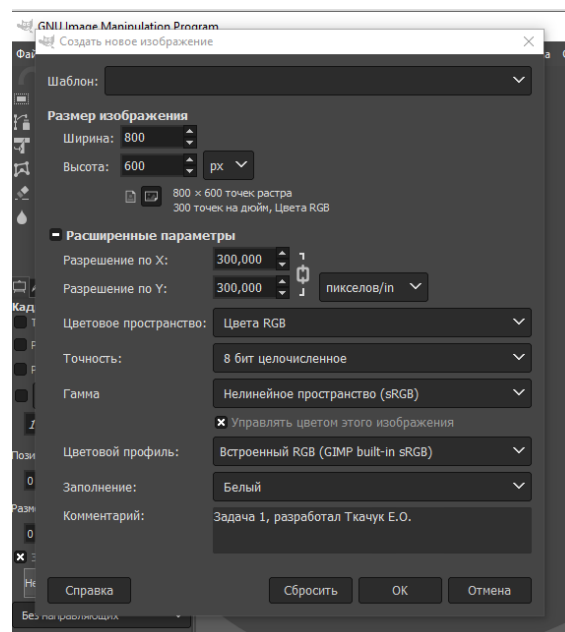 GNU Image Manipulation Program
Создать новое изображение
Шаблон:
Размер изображения
Ширина: 800
Высота: 600 px
800 × 600 точек растра
300 точек на дюйм, Цвета RGB
Расширенные параметры
Разрешение по X: 300,000
Разрешение по Y: 300,000 пикселов/in
Цветовое пространство: Цвета RGB
Точность: 8 бит целочисленное
Гамма Нелинейное пространство (sRGB)
Управлять цветом этого изображения
Цветовой профиль: Встроенный RGB (GIMP built-in sRGB)
Заполнение: Белый
Комментарий: Задача 1, разработал Ткачук Е.О.
Справка Сбросить ОК Отмена
Без направляющих